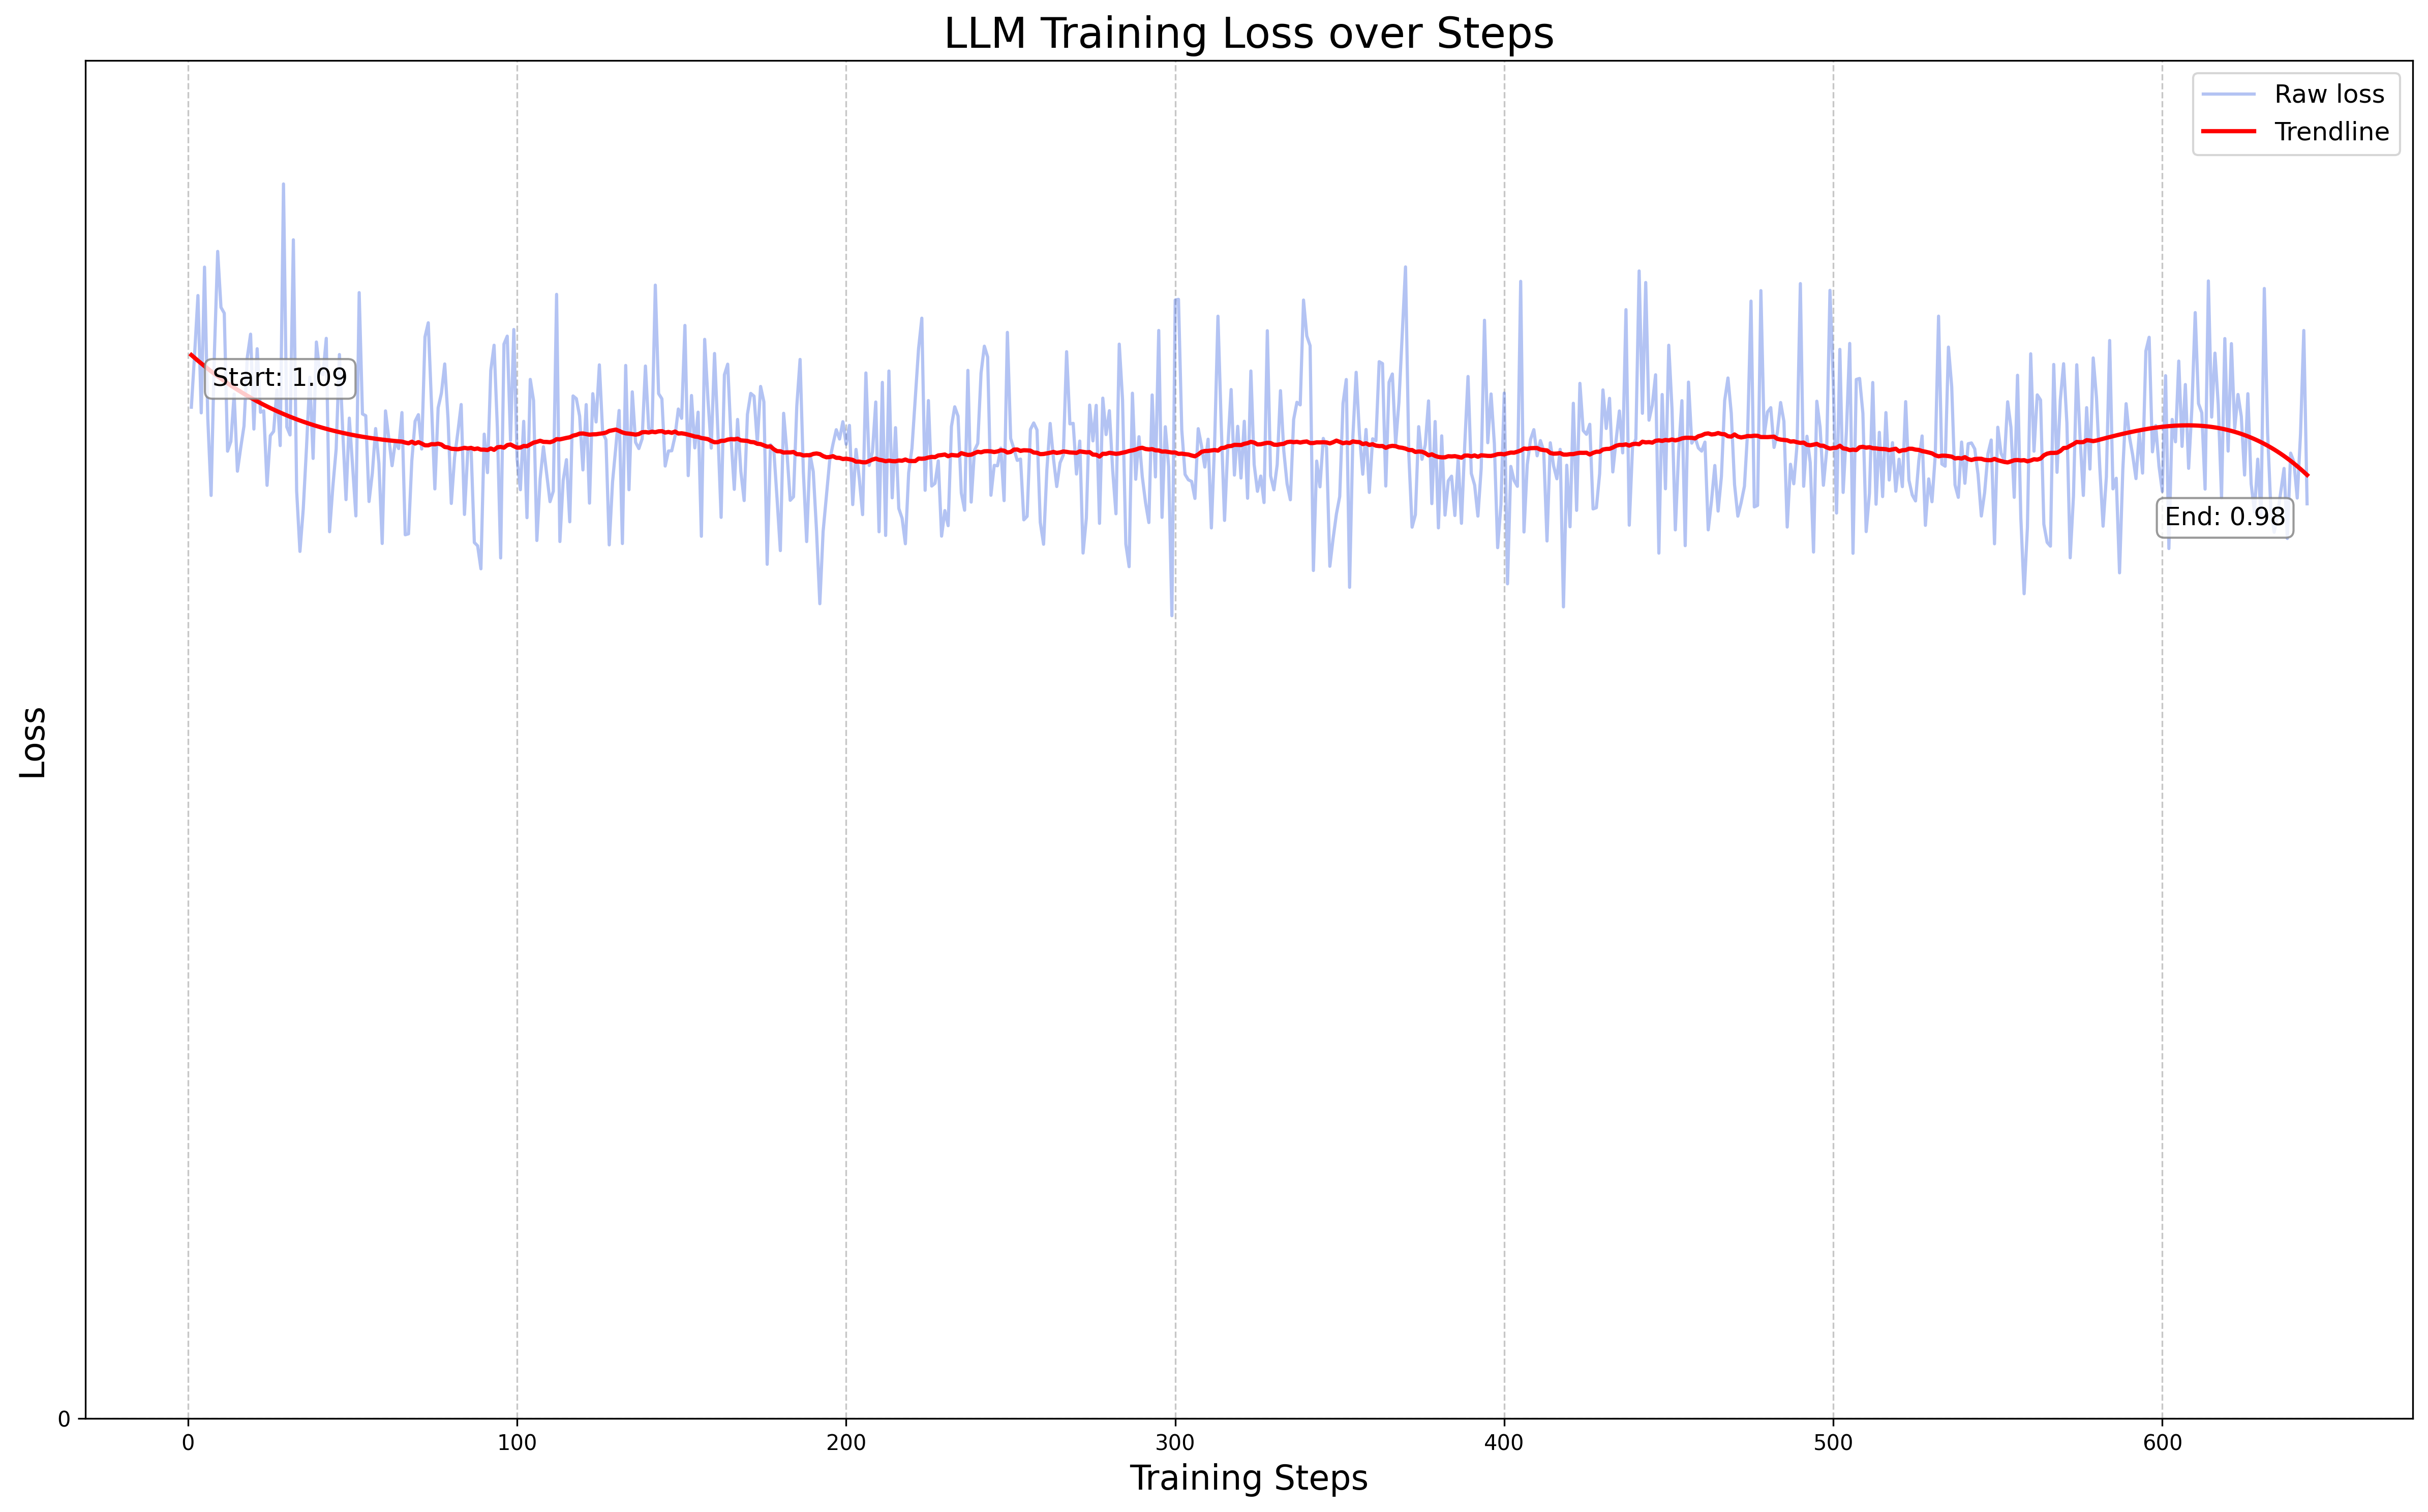 LLM Training Loss over Steps
Raw loss
Trendline
Start: 1.09
End: 0.98
Loss
0
0 100 200 300 400 500 600
Training Steps